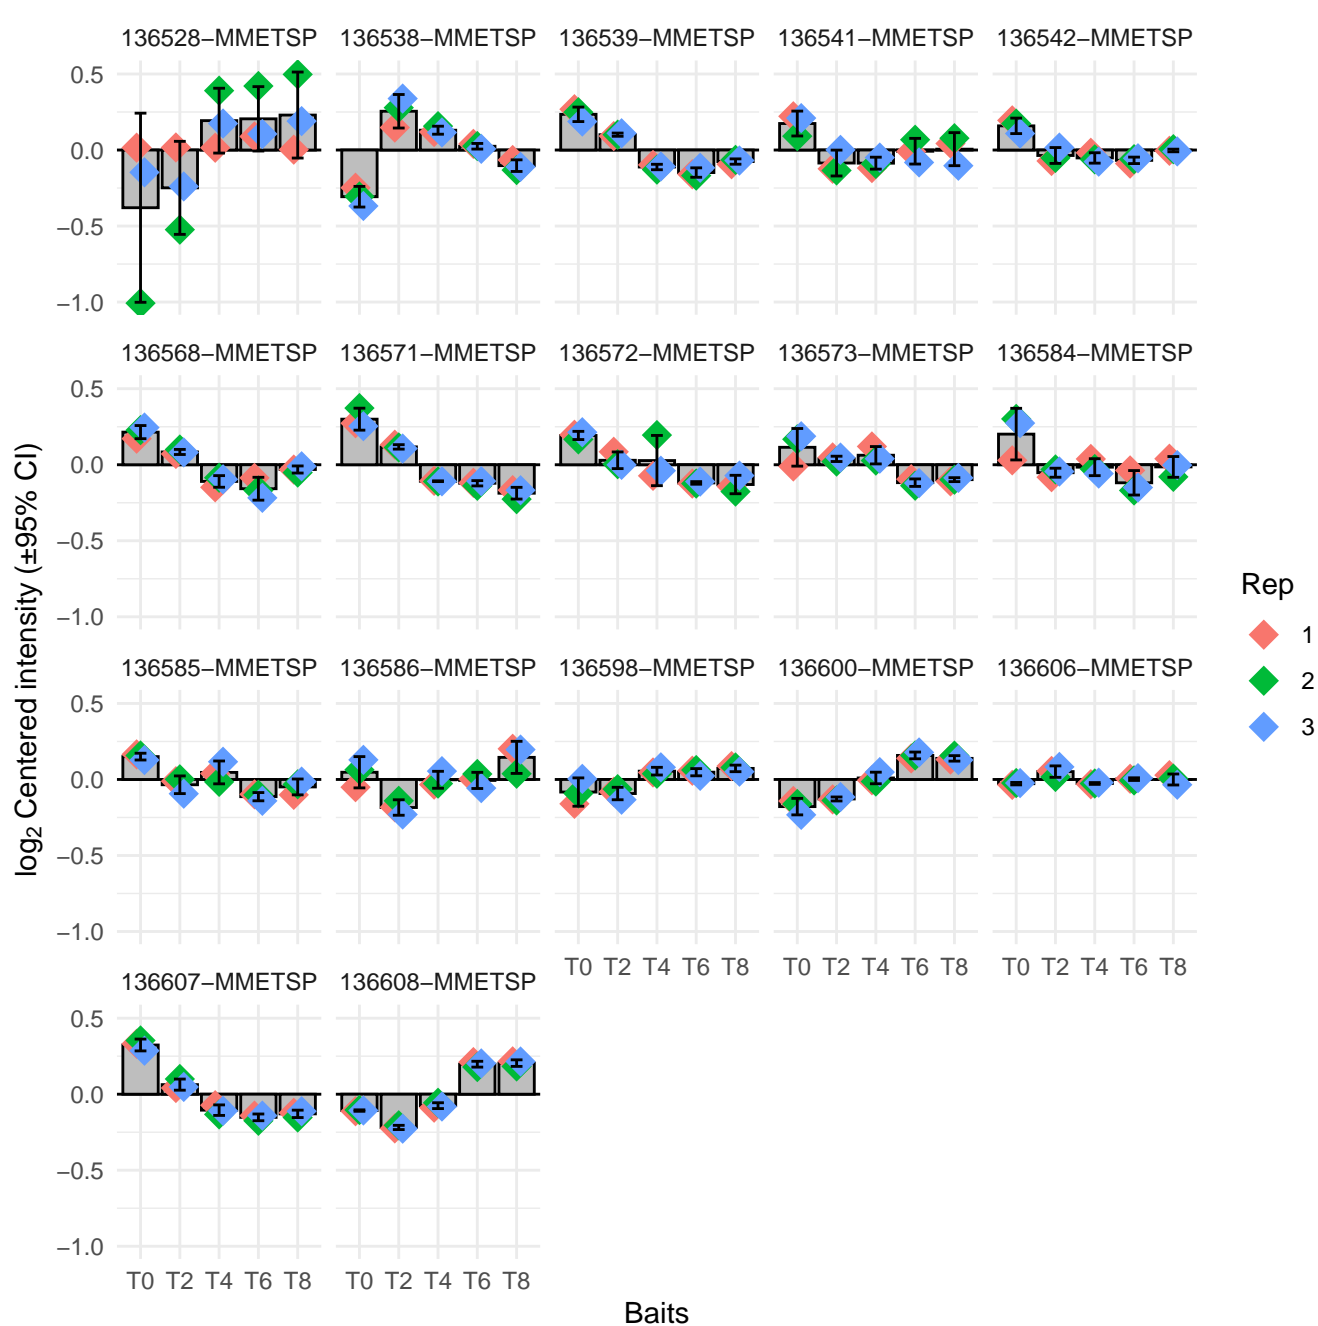 136528−MMETSP 136538−MMETSP 136539−MMETSP 136541−MMETSP 136542−MMETSP
0.5
0.0
−0.5
−1.0
136568−MMETSP 136571−MMETSP 136572−MMETSP 136573−MMETSP 136584−MMETSP
0.5
0.0
−0.5
−1.0
136585−MMETSP 136586−MMETSP 136598−MMETSP 136600−MMETSP 136606−MMETSP
0.5
0.0
−0.5
−1.0
T0 T2 T4 T6 T8 T0 T2 T4 T6 T8 T0 T2 T4 T6 T8
136607−MMETSP 136608−MMETSP
0.5
0.0
−0.5
−1.0
T0 T2 T4 T6 T8 T0 T2 T4 T6 T8
Baits
log₂ Centered intensity (±95% CI)
Rep
1
2
3